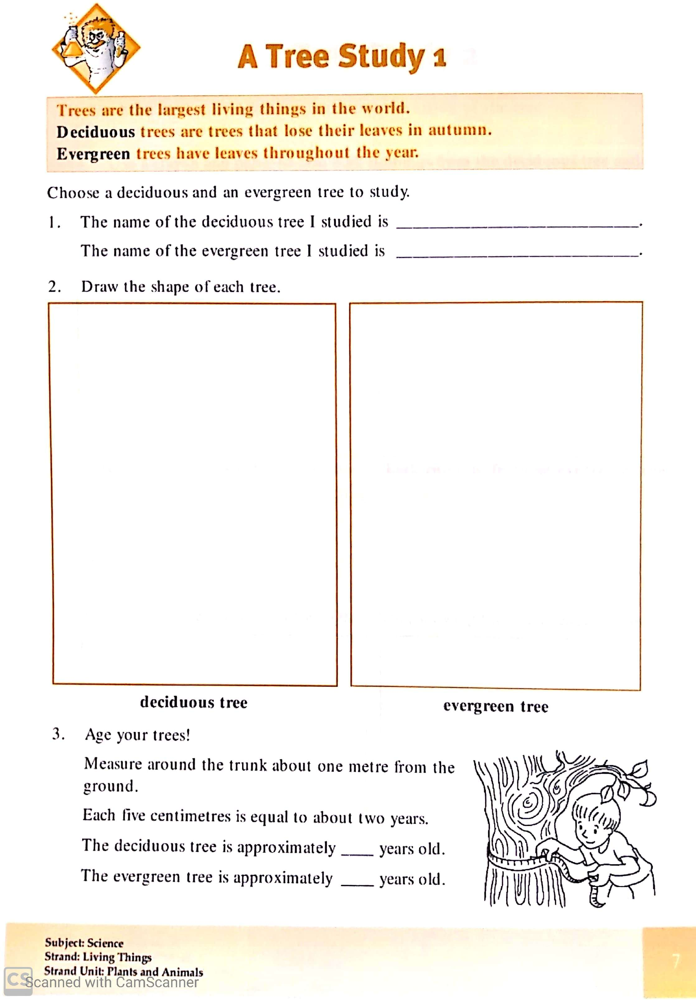 A Tree Study 1
Trees are the largest living things in the world.
Deciduous trees are trees that lose their leaves in autumn.
Evergreen trees have leaves throughout the year.
Choose a deciduous and an evergreen tree to study.
1. The name of the deciduous tree I studied is ______________________.
The name of the evergreen tree I studied is ______________________.
2. Draw the shape of each tree.
deciduous tree
evergreen tree
3. Age your trees!
Measure around the trunk about one metre from the
ground.
Each five centimetres is equal to about two years.
The deciduous tree is approximately ____ years old.
The evergreen tree is approximately ____ years old.
Subject: Science
Strand: Living Things
Strand Unit: Plants and Animals
7
CS Scanned with CamScanner